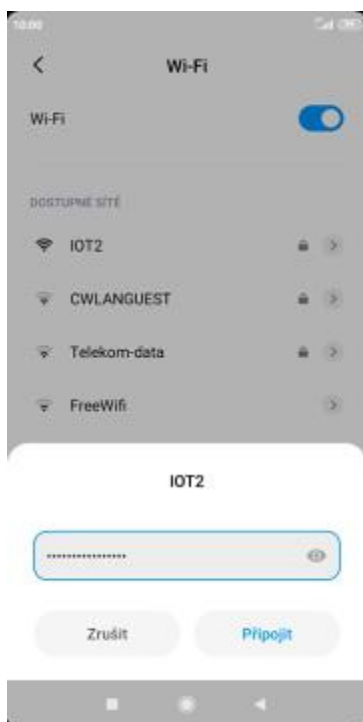 10:00
Wi-Fi
Wi-Fi
DOSTUPNÉ SÍTĚ
IOT2
CWLANGUEST
Telekom-data
FreeWifi
IOT2
••••••••••••••••
Zrušit
Připojit